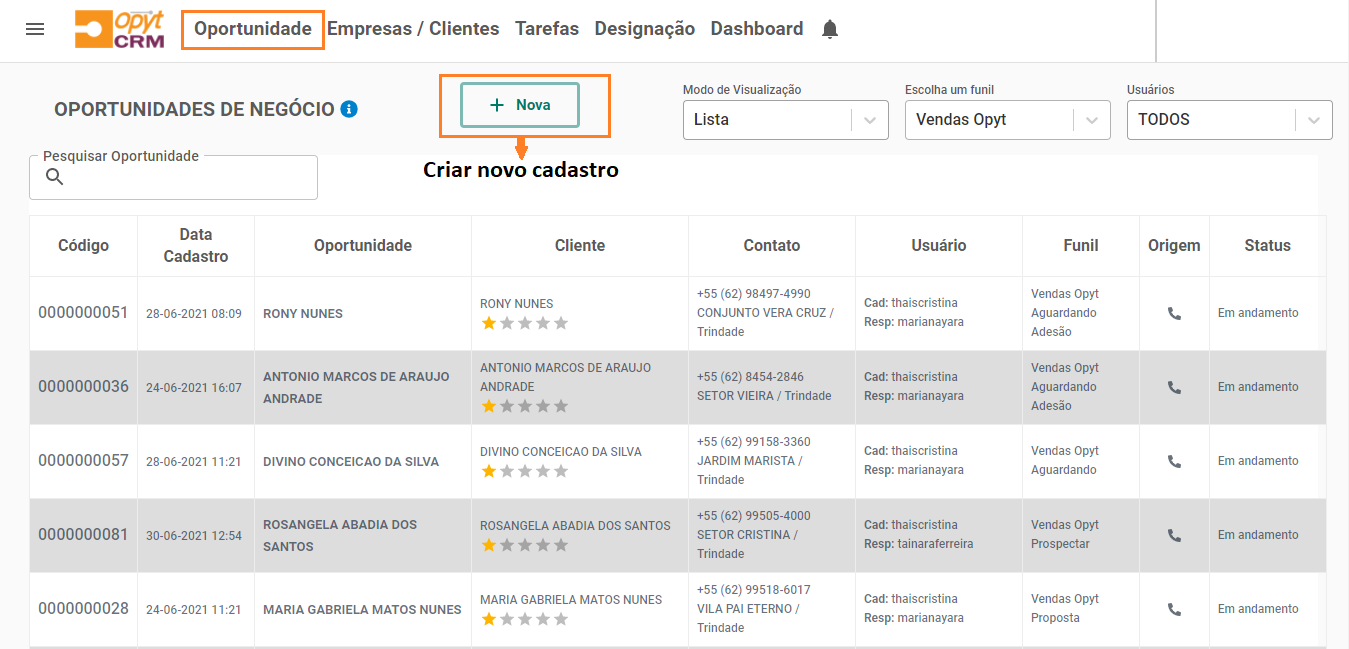 opyt
CRM
Oportunidade Empresas / Clientes Tarefas Designação Dashboard
OPORTUNIDADES DE NEGÓCIO
+ Nova
Modo de Visualização
Lista
Escolha um funil
Vendas Opyt
Usuários
TODOS
Criar novo cadastro
Pesquisar Oportunidade
Código
Data
Cadastro
Oportunidade
Cliente
Contato
Usuário
Funil
Origem
Status
0000000051
28-06-2021 08:09
RONY NUNES
RONY NUNES
+55 (62) 98497-4990
CONJUNTO VERA CRUZ /
Trindade
Cad: thaiscristina
Resp: marianayara
Vendas Opyt
Aguardando
Adesão
Em andamento
0000000036
24-06-2021 16:07
ANTONIO MARCOS DE ARAUJO
ANDRADE
ANTONIO MARCOS DE ARAUJO
ANDRADE
+55 (62) 8454-2846
SETOR VIEIRA / Trindade
Cad: thaiscristina
Resp: marianayara
Vendas Opyt
Aguardando
Adesão
Em andamento
0000000057
28-06-2021 11:21
DIVINO CONCEICAO DA SILVA
DIVINO CONCEICAO DA SILVA
+55 (62) 99158-3360
JARDIM MARISTA /
Trindade
Cad: thaiscristina
Resp: marianayara
Vendas Opyt
Aguardando
Em andamento
0000000081
30-06-2021 12:54
ROSANGELA ABADIA DOS
SANTOS
ROSANGELA ABADIA DOS SANTOS
+55 (62) 99505-4000
SETOR CRISTINA /
Trindade
Cad: thaiscristina
Resp: tainaraferreira
Vendas Opyt
Prospectar
Em andamento
0000000028
24-06-2021 11:21
MARIA GABRIELA MATOS NUNES
MARIA GABRIELA MATOS NUNES
+55 (62) 99518-6017
VILA PAI ETERNO /
Trindade
Cad: thaiscristina
Resp: marianayara
Vendas Opyt
Proposta
Em andamento